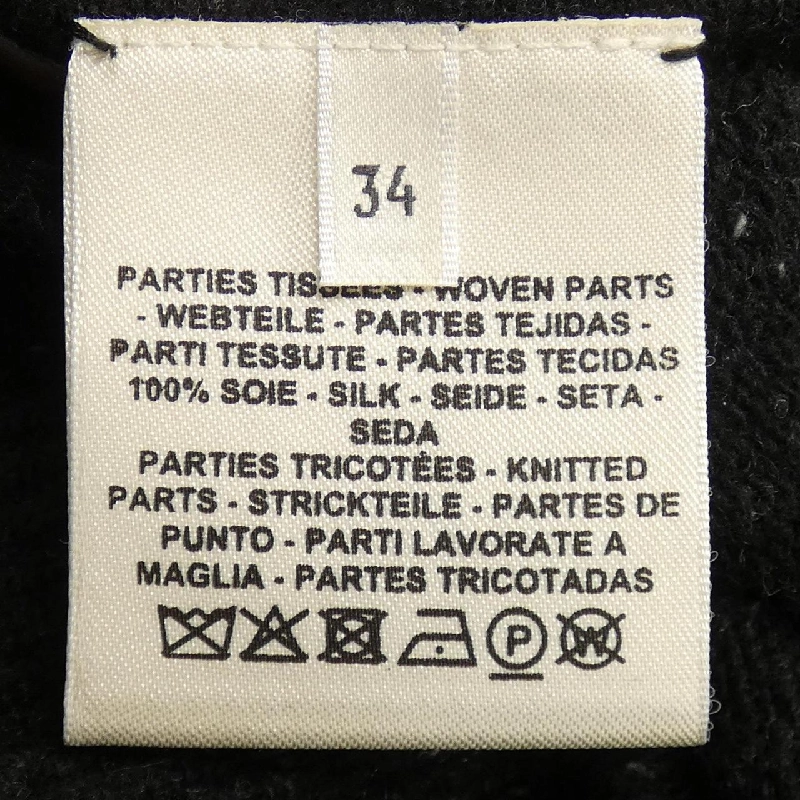 34
PARTIES TISSÉES - WOVEN PARTS
- WEBTEILE - PARTES TEJIDAS -
PARTI TESSUTE - PARTES TECIDAS
100% SOIE - SILK - SEIDE - SETA -
SEDA
PARTIES TRICOTÉES - KNITTED
PARTS - STRICKTEILE - PARTES DE
PUNTO - PARTI LAVORATE A
MAGLIA - PARTES TRICOTADAS
P W